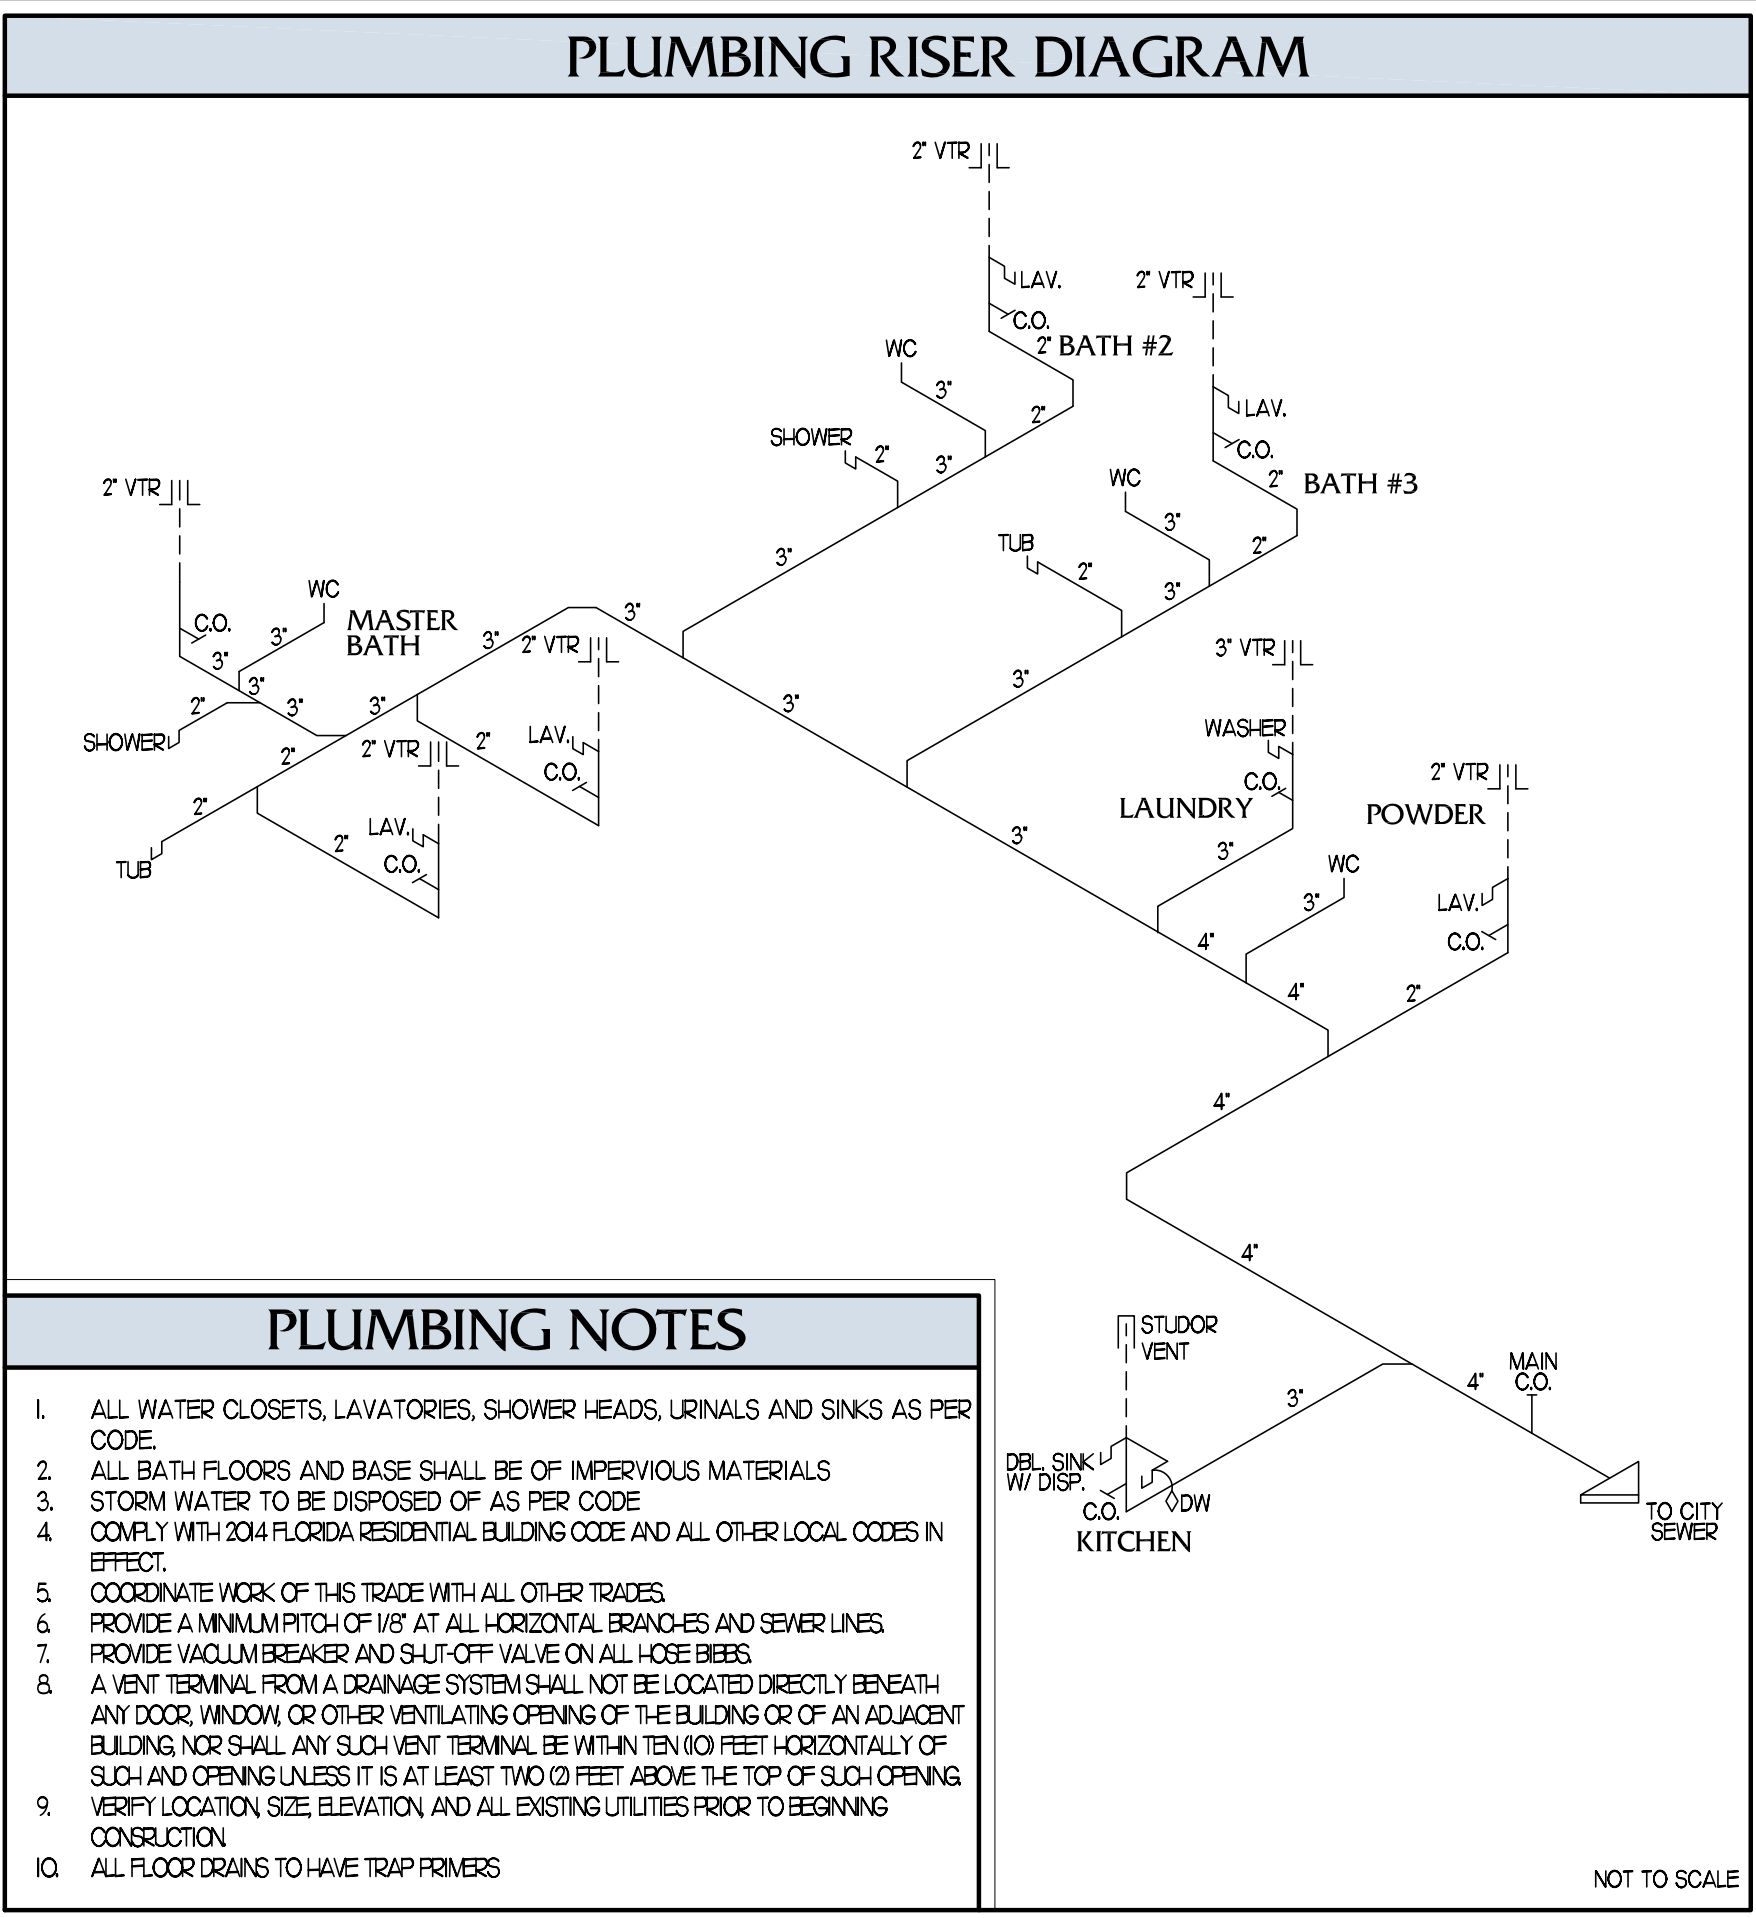 PLUMBING RISER DIAGRAM
2" VTR
LAV.
C.O.
2" BATH #2
WC
3"
2"
SHOWER
2"
3"
3"
2" VTR
LAV.
C.O.
2" BATH #3
WC
3"
2"
TUB
2"
3"
3"
2" VTR
C.O.
WC
MASTER
BATH
3"
3"
3"
3"
2"
SHOWER
3"
3"
3"
2" VTR
2"
LAV.
C.O.
2"
2" VTR
2"
TUB
LAV.
C.O.
2"
3"
3"
3" VTR
WASHER
C.O.
LAUNDRY
3"
2" VTR
POWDER
WC
3"
LAV.
C.O.
4"
4"
2"
4"
4"
STUDOR
VENT
3"
4"
MAIN
C.O.
DBL. SINK
W/ DISP.
C.O.
DW
KITCHEN
TO CITY
SEWER
PLUMBING NOTES
1. ALL WATER CLOSETS, LAVATORIES, SHOWER HEADS, URINALS AND SINKS AS PER
CODE.
2. ALL BATH FLOORS AND BASE SHALL BE OF IMPERVIOUS MATERIALS
3. STORM WATER TO BE DISPOSED OF AS PER CODE
4. COMPLY WITH 2014 FLORIDA RESIDENTIAL BUILDING CODE AND ALL OTHER LOCAL CODES IN
EFFECT.
5. COORDINATE WORK OF THIS TRADE WITH ALL OTHER TRADES.
6. PROVIDE A MINIMUM PITCH OF 1/8" AT ALL HORIZONTAL BRANCHES AND SEWER LINES.
7. PROVIDE VACUUM BREAKER AND SHUT-OFF VALVE ON ALL HOSE BIBBS.
8. A VENT TERMINAL FROM A DRAINAGE SYSTEM SHALL NOT BE LOCATED DIRECTLY BENEATH
ANY DOOR, WINDOW, OR OTHER VENTILATING OPENING OF THE BUILDING OR OF AN ADJACENT
BUILDING, NOR SHALL ANY SUCH VENT TERMINAL BE WITHIN TEN (10) FEET HORIZONTALLY OF
SUCH AND OPENING UNLESS IT IS AT LEAST TWO (2) FEET ABOVE THE TOP OF SUCH OPENING.
9. VERIFY LOCATION, SIZE, ELEVATION, AND ALL EXISTING UTILITIES PRIOR TO BEGINNING
CONSRUCTION.
10. ALL FLOOR DRAINS TO HAVE TRAP PRIMERS
NOT TO SCALE